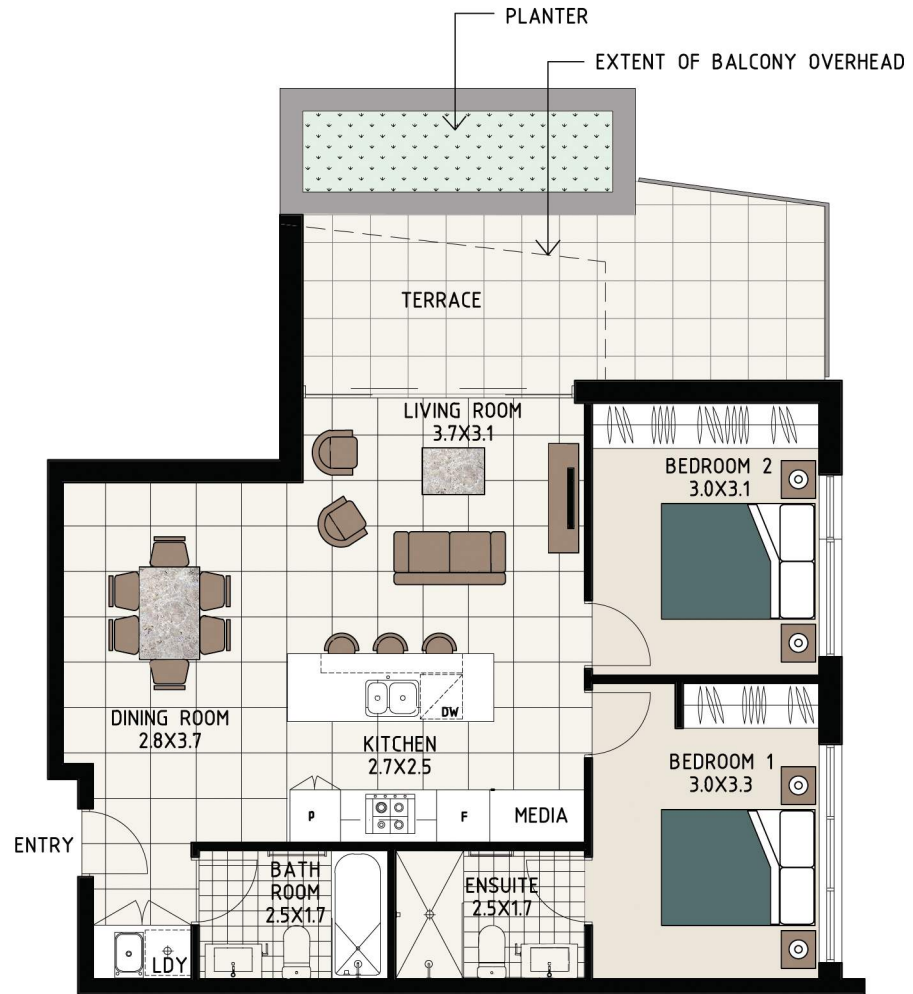 PLANTER
EXTENT OF BALCONY OVERHEAD
TERRACE
LIVING ROOM
3.7X3.1
BEDROOM 2
3.0X3.1
DINING ROOM
2.8X3.7
DW
KITCHEN
2.7X2.5
BEDROOM 1
3.0X3.3
P
F
MEDIA
ENTRY
BATH
ROOM
2.5X1.7
ENSUITE
2.5X1.7
LDY